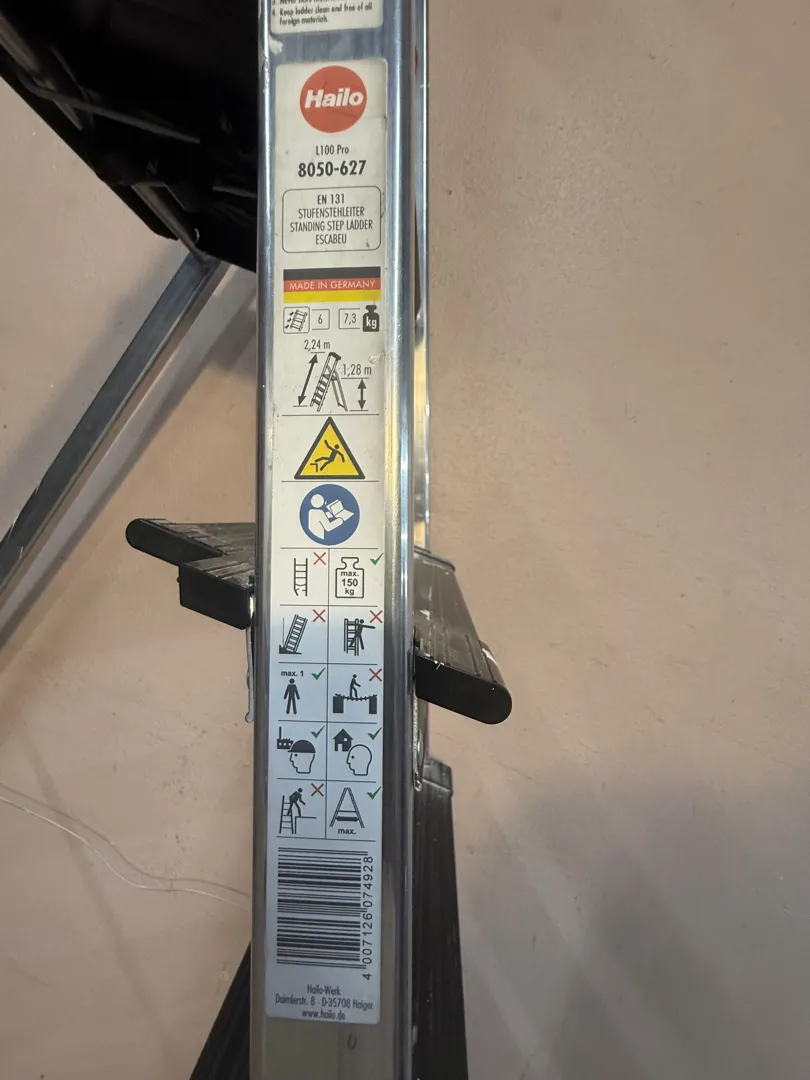 4. Keep ladder clean and free of all
foreign materials.
Hailo
L100 Pro
8050-627
EN 131
STUFENSTEHLEITER
STANDING STEP LADDER
ESCABEU
MADE IN GERMANY
6 7,3 kg
2,24 m
1,28 m
max.
150
kg
max. 1
max.
4 007126 074928
Hailo-Werk
Daimlerstr. 8 - D-35708 Haiger
www.hailo.de